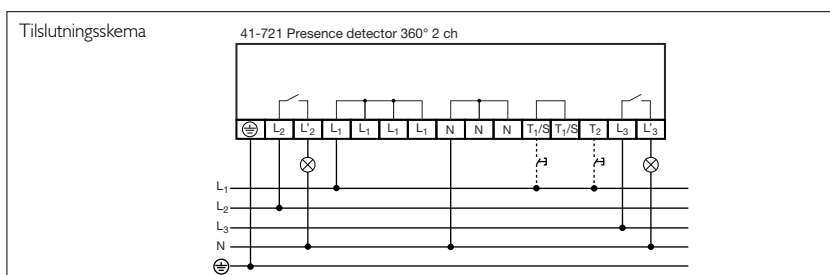 Tilslutningsskema
41-721 Presence detector 360° 2 ch
L₂ L'₂ L₁ L₁ L₁ L₁ N N N T₁/S T₁/S T₂ L₃ L'₃
L₁
L₂
L₃
N